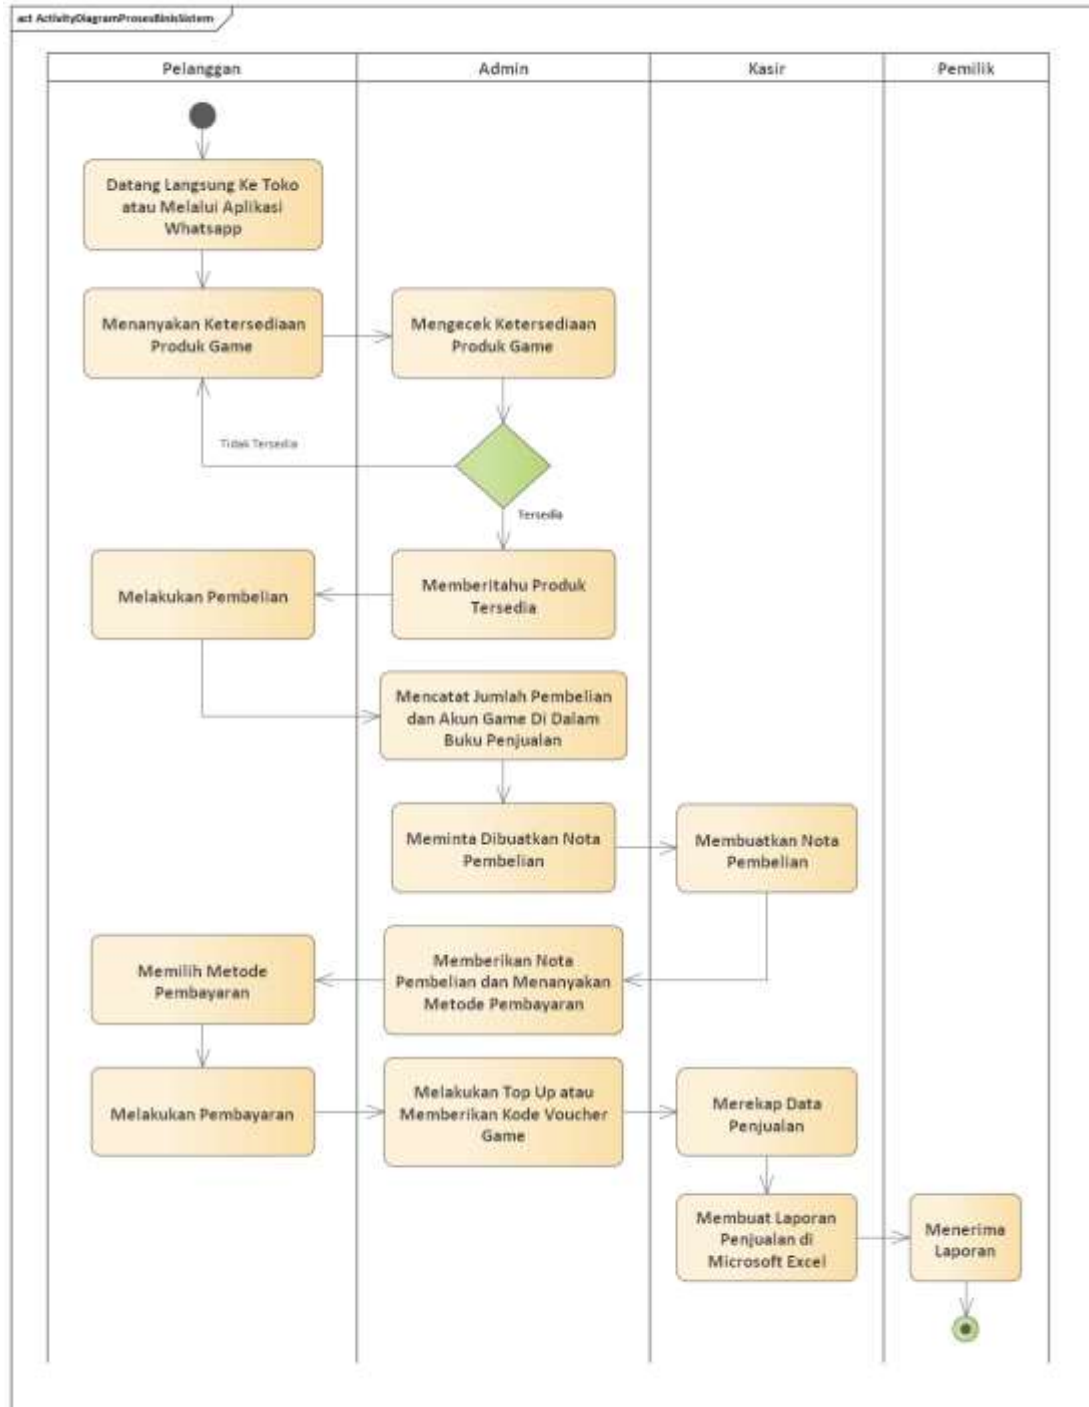 act ActivityDiagramProsesBinisSistem
Pelanggan
Admin
Kasir
Pemilik
Datang Langsung Ke Toko
atau Melalui Aplikasi
Whatsapp
Menanyakan Ketersediaan
Produk Game
Mengecek Ketersediaan
Produk Game
Tidak Tersedia
Tersedia
Melakukan Pembelian
Memberitahu Produk
Tersedia
Mencatat Jumlah Pembelian
dan Akun Game Di Dalam
Buku Penjualan
Meminta Dibuatkan Nota
Pembelian
Membuatkan Nota
Pembelian
Memberikan Nota
Pembelian dan Menanyakan
Metode Pembayaran
Memilih Metode
Pembayaran
Melakukan Pembayaran
Melakukan Top Up atau
Memberikan Kode Voucher
Game
Merekap Data
Penjualan
Membuat Laporan
Penjualan di
Microsoft Excel
Menerima
Laporan